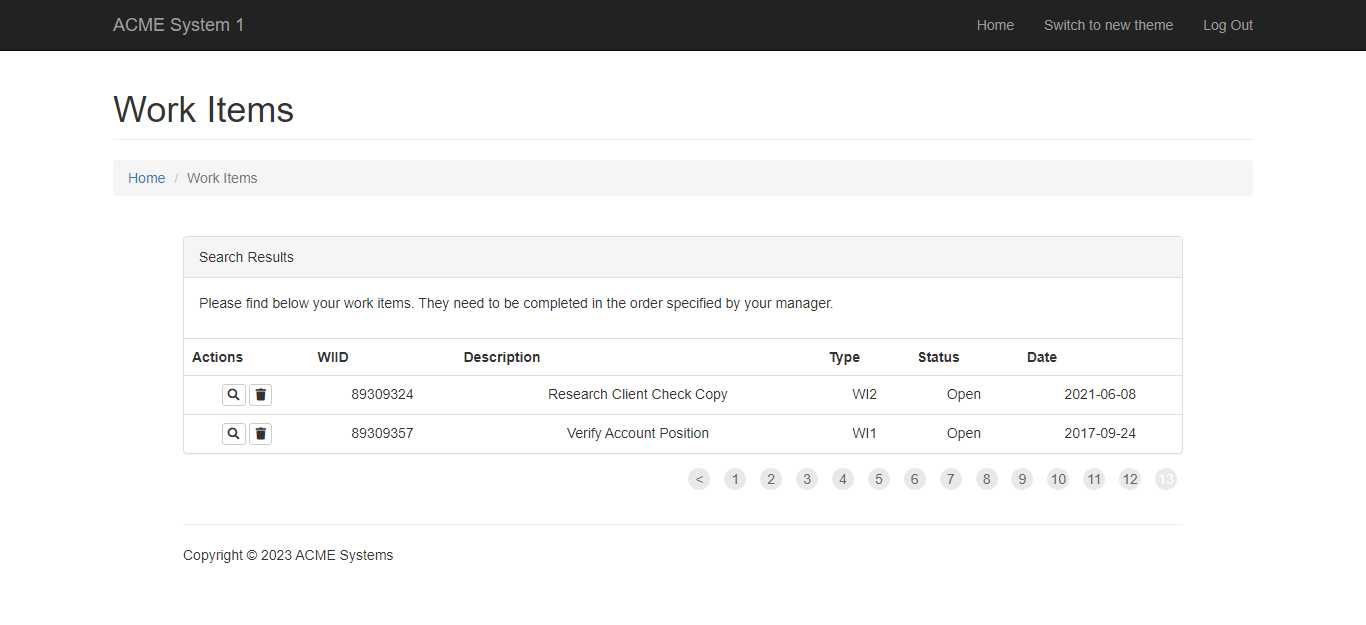 ACME System 1 Home Switch to new theme Log Out
Work Items
Home / Work Items
Search Results
Please find below your work items. They need to be completed in the order specified by your manager.
Actions WIID Description Type Status Date
89309324 Research Client Check Copy WI2 Open 2021-06-08
89309357 Verify Account Position WI1 Open 2017-09-24
< 1 2 3 4 5 6 7 8 9 10 11 12 13
Copyright © 2023 ACME Systems